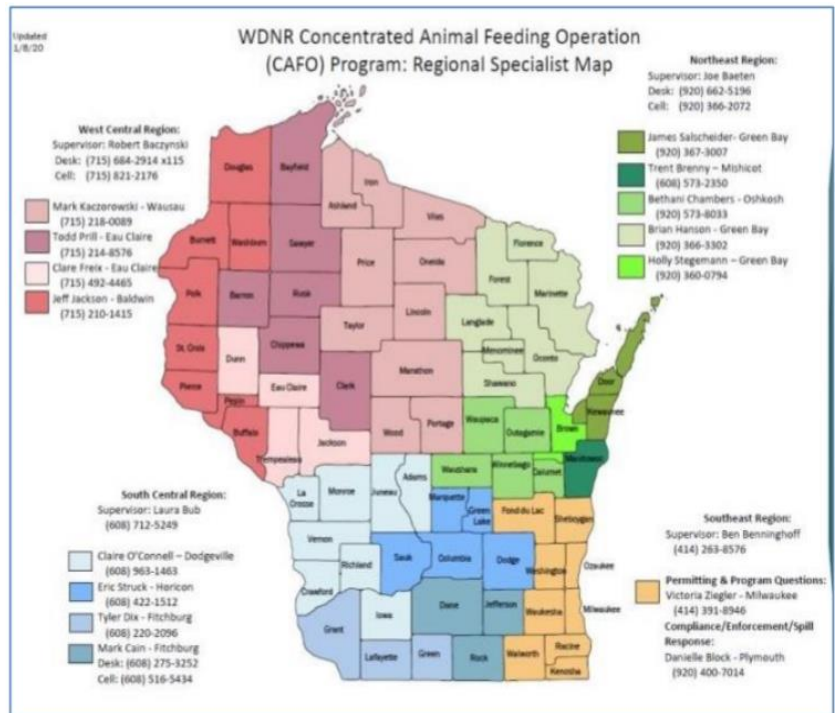 Updated
1/8/20
WDNR Concentrated Animal Feeding Operation
(CAFO) Program: Regional Specialist Map
West Central Region:
Supervisor: Robert Baczynski
Desk: (715) 684-2914 x115
Cell: (715) 821-2176
Mark Kaczorowski - Wausau
(715) 218-0089
Todd Prill - Eau Claire
(715) 214-8576
Clare Freix - Eau Claire
(715) 492-4465
Jeff Jackson - Baldwin
(715) 210-1415
Northeast Region:
Supervisor: Joe Baeten
Desk: (920) 662-5196
Cell: (920) 366-2072
James Salscheider- Green Bay
(920) 367-3007
Trent Brenny – Mishicot
(608) 573-2350
Bethani Chambers - Oshkosh
(920) 573-8033
Brian Hanson - Green Bay
(920) 366-3302
Holly Stegemann – Green Bay
(920) 360-0794
Douglas
Bayfield
Iron
Ashland
Vilas
Burnett
Washburn
Sawyer
Price
Oneida
Florence
Forest
Marinette
Polk
Barron
Rusk
Lincoln
Langlade
Taylor
St. Croix
Dunn
Chippewa
Menominee
Oconto
Marathon
Shawano
Door
Pierce
Pepin
Eau Claire
Clark
Kewaunee
Buffalo
Wood
Portage
Waupaca
Outagamie
Brown
Trempealeau
Jackson
Manitowoc
Waushara
Winnebago
Calumet
La
Crosse
Monroe
Juneau
Adams
Marquette
Green
Lake
Fond du Lac
Sheboygan
Vernon
Richland
Sauk
Columbia
Dodge
Washington
Ozaukee
Crawford
Iowa
Dane
Jefferson
Waukesha
Milwaukee
Grant
Lafayette
Green
Rock
Walworth
Racine
Kenosha
South Central Region:
Supervisor: Laura Bub
(608) 712-5249
Claire O'Connell – Dodgeville
(608) 963-1463
Eric Struck - Horicon
(608) 422-1512
Tyler Dix - Fitchburg
(608) 220-2096
Mark Cain - Fitchburg
Desk: (608) 275-3252
Cell: (608) 516-5434
Southeast Region:
Supervisor: Ben Benninghoff
(414) 263-8576
Permitting & Program Questions:
Victoria Ziegler - Milwaukee
(414) 391-8946
Compliance/Enforcement/Spill
Response:
Danielle Block - Plymouth
(920) 400-7014